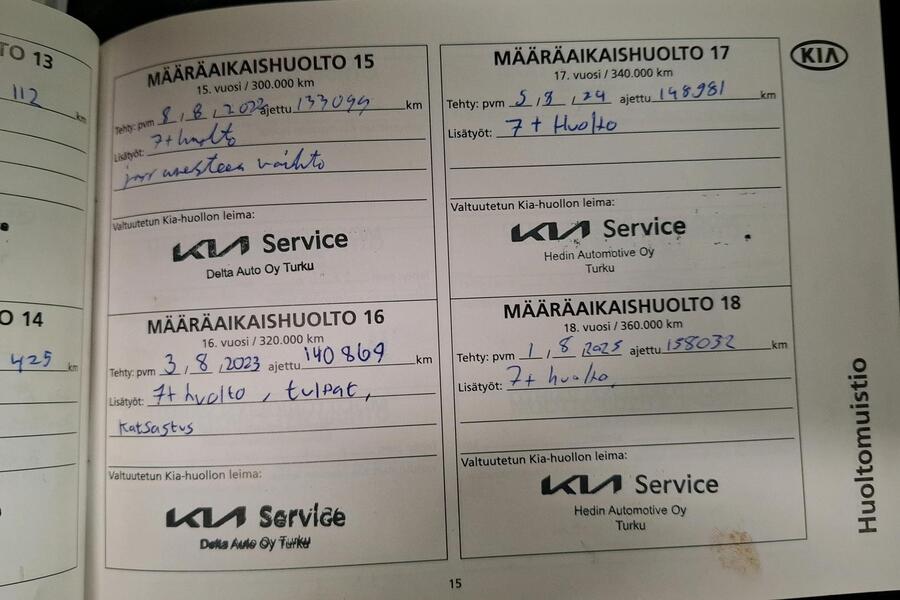 TO 13
112 km
O 14
425 km
MÄÄRÄAIKAISHUOLTO 15
15. vuosi / 300.000 km
Tehty: pvm 8 , 8 , 2022 ajettu 133099 km
Lisätyöt: 7+huolto
jarrunesteen vaihto
Valtuutetun Kia-huollon leima:
KIA Service
Delta Auto Oy Turku
MÄÄRÄAIKAISHUOLTO 16
16. vuosi / 320.000 km
Tehty: pvm 3 , 8 , 2023 ajettu 140869 km
Lisätyöt: 7+ huolto , tulpat,
Katsastus
Valtuutetun Kia-huollon leima:
KIA Service
Delta Auto Oy Turku
MÄÄRÄAIKAISHUOLTO 17
17. vuosi / 340.000 km
Tehty: pvm 5 , 8 , 24 ajettu 148981 km
Lisätyöt: 7 + Huolto
Valtuutetun Kia-huollon leima:
KIA Service
Hedin Automotive Oy
Turku
MÄÄRÄAIKAISHUOLTO 18
18. vuosi / 360.000 km
Tehty: pvm 1 , 8 , 2025 ajettu 158032 km
Lisätyöt: 7+ huolto,
Valtuutetun Kia-huollon leima:
KIA Service
Hedin Automotive Oy
Turku
KIA
Huoltomuistio
15